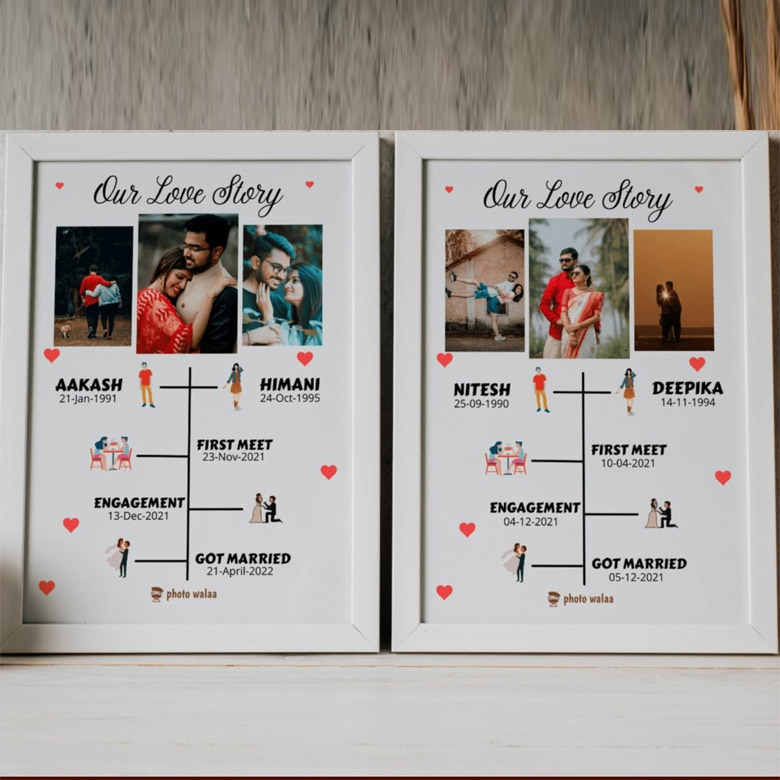 Our Love Story
AAKASH
21-Jan-1991
HIMANI
24-Oct-1995
FIRST MEET
23-Nov-2021
ENGAGEMENT
13-Dec-2021
GOT MARRIED
21-April-2022
photo walaa
Our Love Story
NITESH
25-09-1990
DEEPIKA
14-11-1994
FIRST MEET
10-04-2021
ENGAGEMENT
04-12-2021
GOT MARRIED
05-12-2021
photo walaa